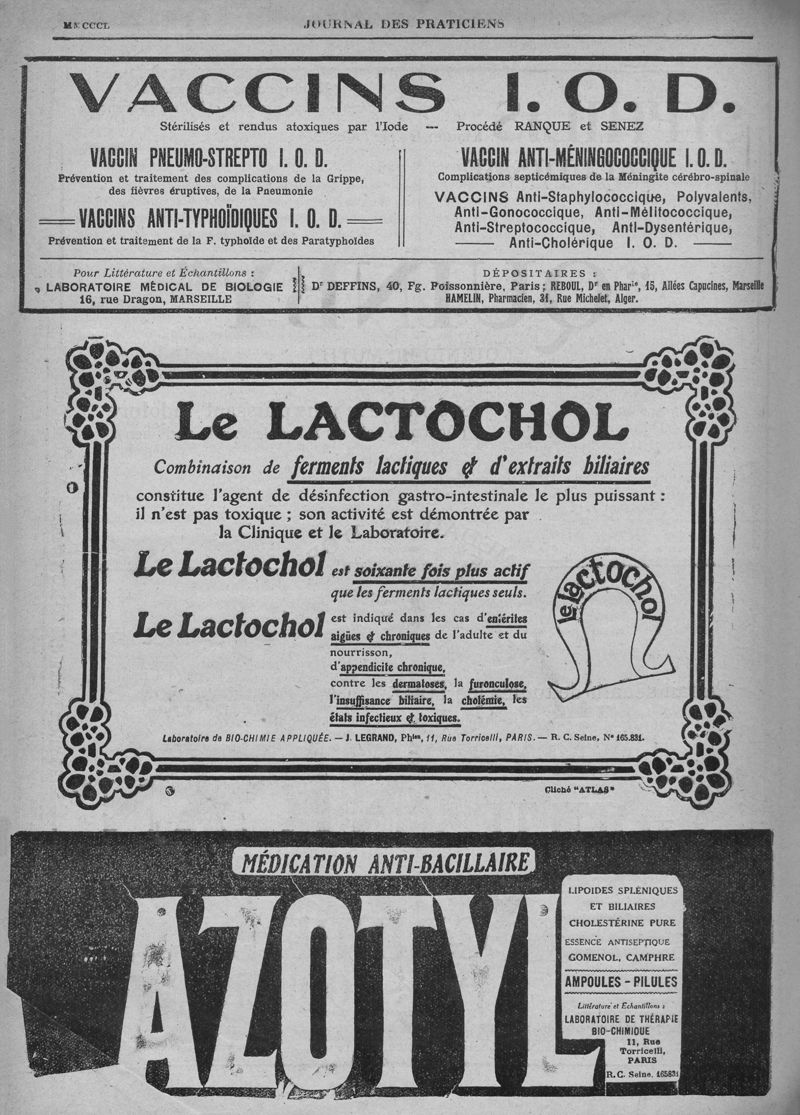 JOURNAL DES PRATICIENS
VACCINS I. O. D.
Stérilisés et rendus atoxiques par l'Iode — Procédé RANQUE et SENEZ
VACCIN PNEUMO-STREPTO I. O. D.
Prévention et traitement des complications de la Grippe,
des fièvres éruptives, de la Pneumonie
VACCINS ANTI-TYPHOÏDIQUES I. O. D.
Prévention et traitement de la F. typhoïde et des Paratyphoïdes
VACCIN ANTI-MÉNINGOCOCCIQUE I. O. D.
Complications septicémiques de la Méningite cérébro-spinale
VACCINS Anti-Staphylococcique, Polyvalents,
Anti-Gonococcique, Anti-Mélitococcique,
Anti-Streptococcique, Anti-Dysentérique,
Anti-Cholérique I. O. D.
Pour Littérature et Échantillons :
LABORATOIRE MÉDICAL DE BIOLOGIE
16, rue Dragon, MARSEILLE
DÉPOSITAIRES :
Dr DEFFINS, 40, Fg. Poissonnière, Paris ; REBOUL, Dr en Phar^ie, 15, Allées Capucines, Marseille
HAMELIN, Pharmacien, 31, Rue Michelet, Alger.
Le LACTOCHOL
Combinaison de ferments lactiques & d'extraits biliaires
constitue l'agent de désinfection gastro-intestinale le plus puissant :
il n'est pas toxique ; son activité est démontrée par
la Clinique et le Laboratoire.
Le Lactochol est soixante fois plus actif
que les ferments lactiques seuls.
Le Lactochol est indiqué dans les cas d'entérites
aigües & chroniques de l'adulte et du
nourrisson,
d'appendicite chronique,
contre les dermatoses, la furonculose,
l'insuffisance biliaire, la cholémie, les
états infectieux & toxiques.
le lactochol
Laboratoire de BIO-CHIMIE APPLIQUÉE. — J. LEGRAND, Ph^ien, 11, Rue Torricelli, PARIS. — R. C. Seine, N° 165.831.
Cliché "ATLAS"
MÉDICATION ANTI-BACILLAIRE
AZOTYL
LIPOIDES SPLÉNIQUES
ET BILIAIRES
CHOLESTÉRINE PURE
ESSENCE ANTISEPTIQUE
GOMENOL, CAMPHRE
AMPOULES - PILULES
Littérature et Échantillons :
LABORATOIRE DE THÉRAPIE
BIO-CHIMIQUE
11, Rue
Torricelli,
PARIS
R. C. Seine. 165831